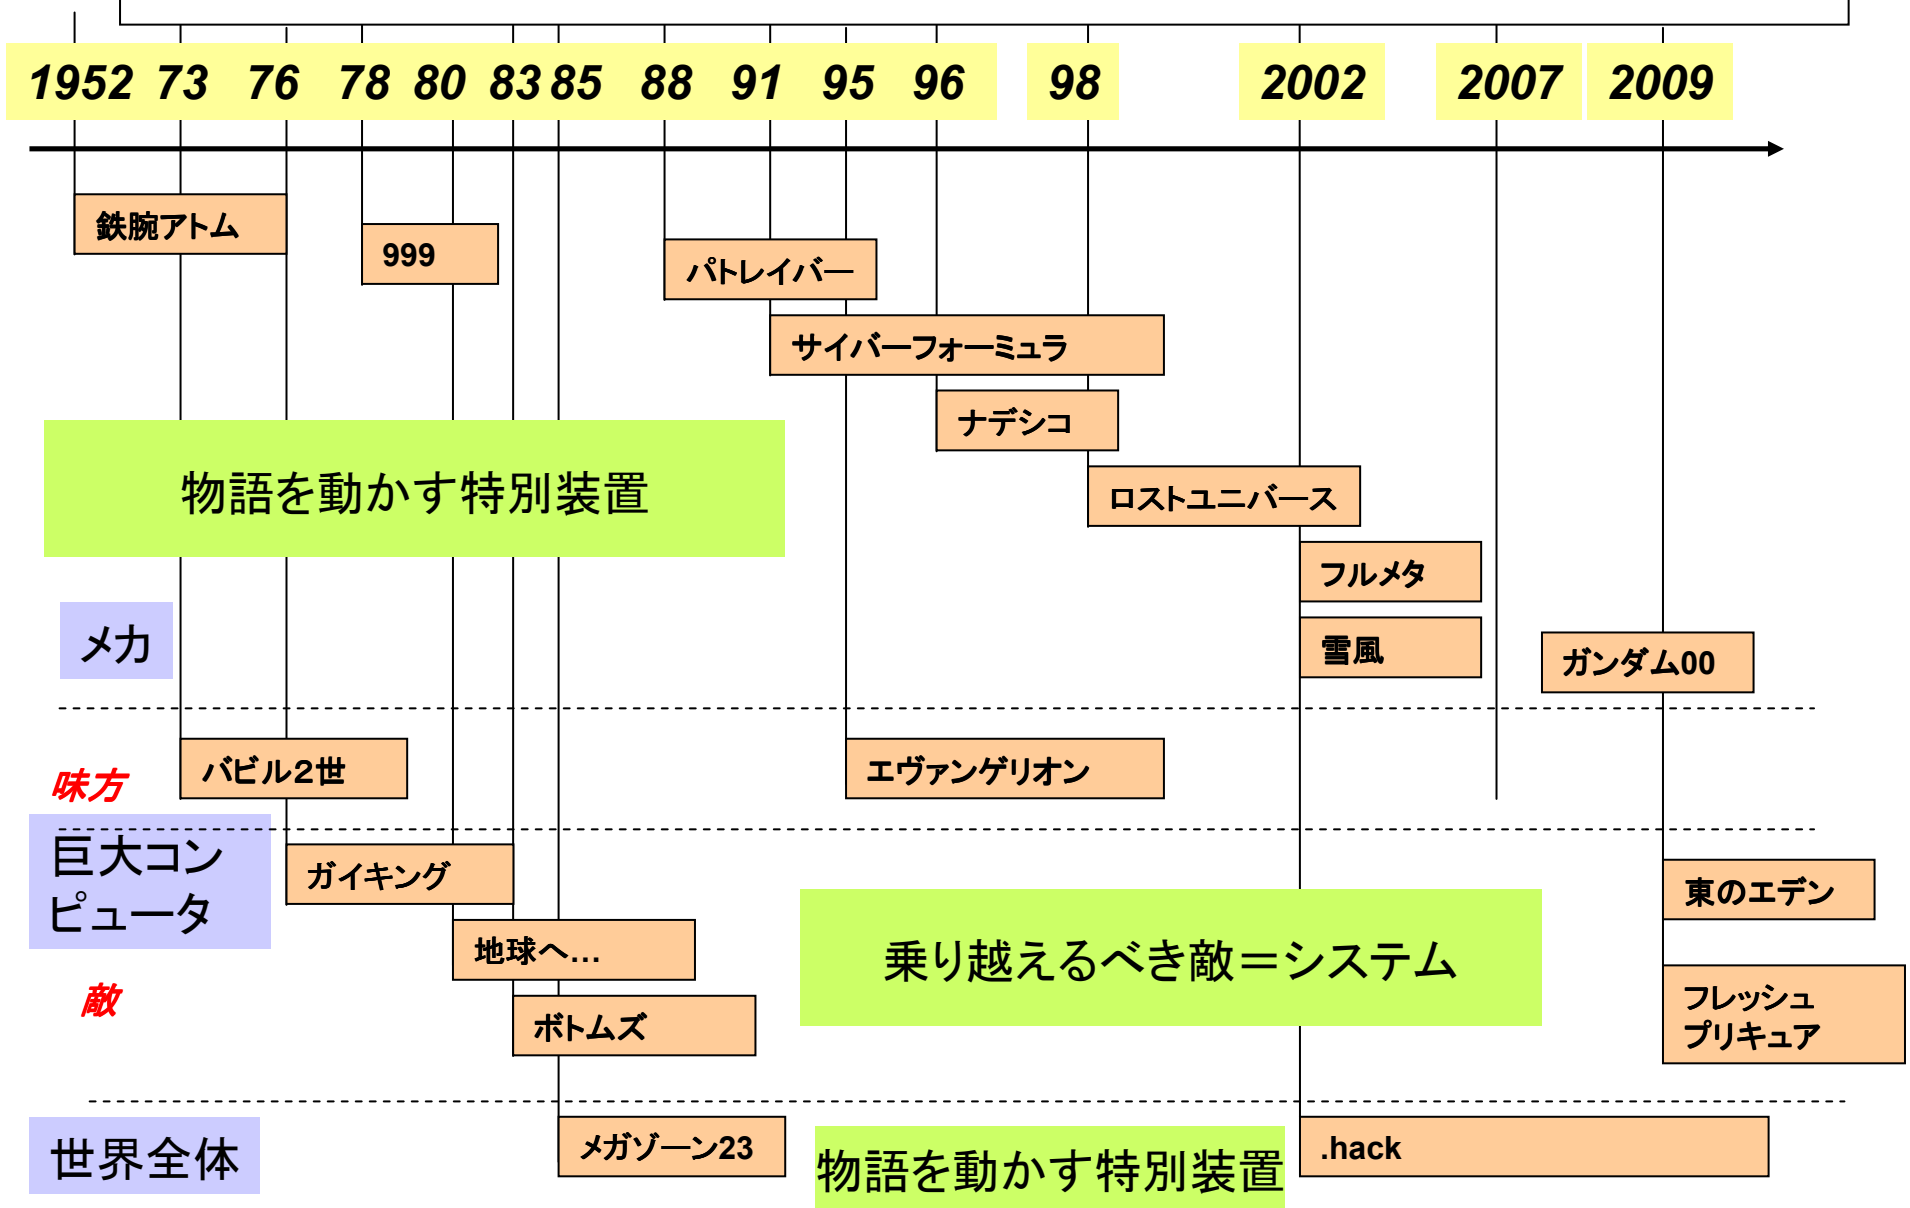 1952 73 76 78 80 83 85 88 91 95 96 98 2002 2007 2009
鉄腕アトム
999
パトレイバー
サイバーフォーミュラ
ナデシコ
物語を動かす特別装置
ロストユニバース
フルメタ
メカ
雪風
ガンダム00
味方
バビル2世
エヴァンゲリオン
巨大コン
ピュータ
ガイキング
東のエデン
地球へ...
乗り越えるべき敵＝システム
敵
ボトムズ
フレッシュ
プリキュア
世界全体
メガゾーン23
物語を動かす特別装置
.hack